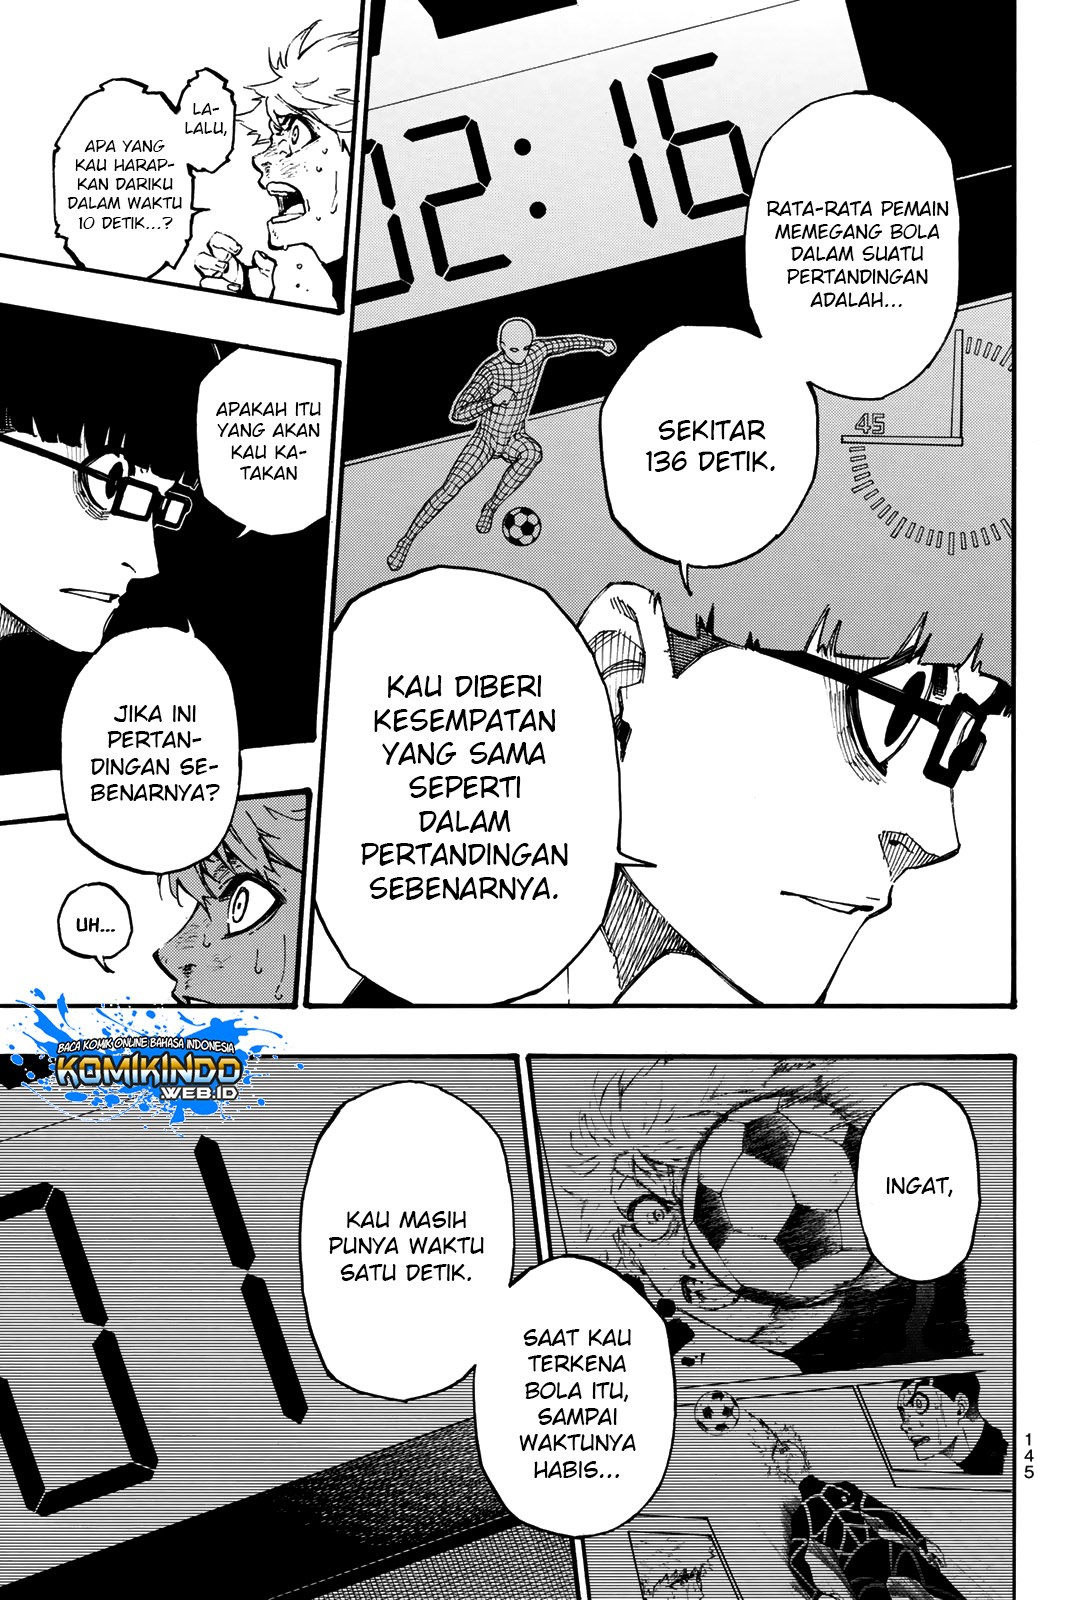 02:16
RATA-RATA PEMAIN
MEMEGANG BOLA
DALAM SUATU
PERTANDINGAN
ADALAH...
45
SEKITAR
136 DETIK.
KAU DIBERI
KESEMPATAN
YANG SAMA
SEPERTI
DALAM
PERTANDINGAN
SEBENARNYA.
LA-
LALU,
APA YANG
KAU HARAP-
KAN DARIKU
DALAM WAKTU
10 DETIK...?
APAKAH ITU
YANG AKAN
KAU KA-
TAKAN
JIKA INI
PERTAN-
DINGAN SE-
BENARNYA?
UH...
BACA KOMIK ONLINE BAHASA INDONESIA
KOMIKINDO
.WEB.ID
INGAT,
SAAT KAU
TERKENA
BOLA ITU,
SAMPAI
WAKTUNYA
HABIS...
KAU MASIH
PUNYA WAKTU
SATU DETIK.
01
145